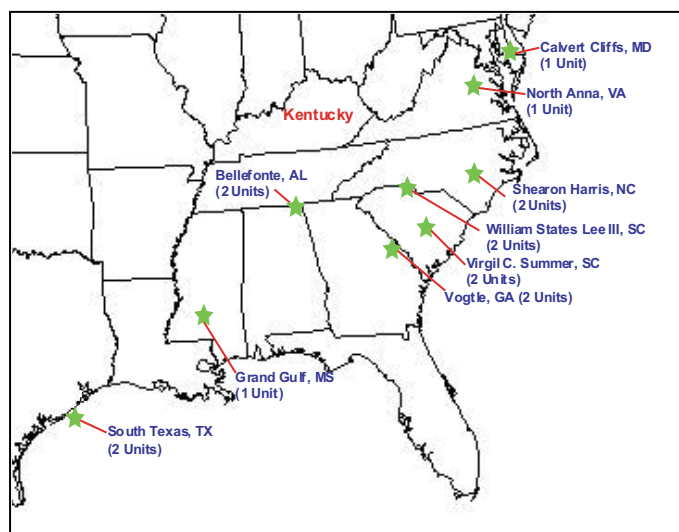 Calvert Cliffs, MD
(1 Unit)
North Anna, VA
(1 Unit)
Kentucky
Bellefonte, AL
(2 Units)
Shearon Harris, NC
(2 Units)
William States Lee III, SC
(2 Units)
Virgil C. Summer, SC
(2 Units)
Vogtle, GA (2 Units)
Grand Gulf, MS
(1 Unit)
South Texas, TX
(2 Units)